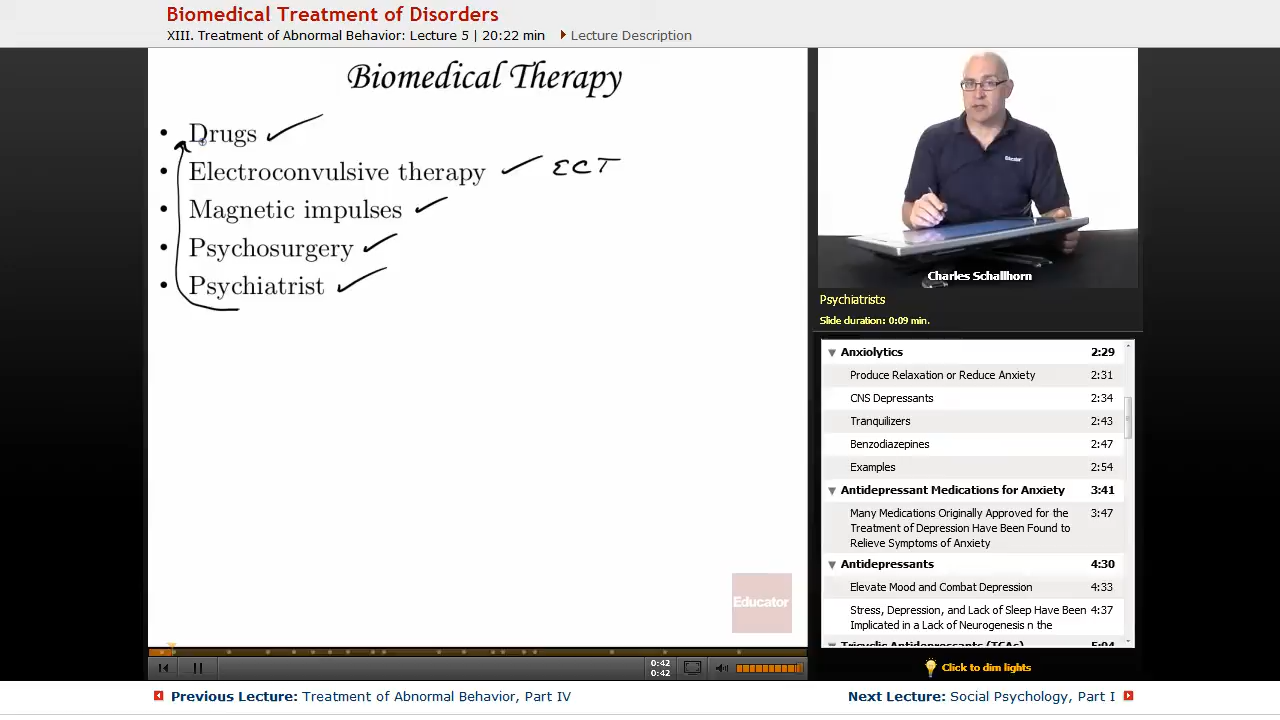 Biomedical Treatment of Disorders
XIII. Treatment of Abnormal Behavior: Lecture 5 | 20:22 min Lecture Description
Biomedical Therapy
• Drugs
• Electroconvulsive therapy ECT
• Magnetic impulses
• Psychosurgery
• Psychiatrist
Educator
0:42
0:42
Educator
Charles Schallhorn
Psychiatrists
Slide duration: 0:09 min.
Anxiolytics 2:29
Produce Relaxation or Reduce Anxiety 2:31
CNS Depressants 2:34
Tranquilizers 2:43
Benzodiazepines 2:47
Examples 2:54
Antidepressant Medications for Anxiety 3:41
Many Medications Originally Approved for the 3:47
Treatment of Depression Have Been Found to
Relieve Symptoms of Anxiety
Antidepressants 4:30
Elevate Mood and Combat Depression 4:33
Stress, Depression, and Lack of Sleep Have Been 4:37
Implicated in a Lack of Neurogenesis n the
Tricyclic Antidepressants (TCAs) 5:04
Click to dim lights
Previous Lecture: Treatment of Abnormal Behavior, Part IV
Next Lecture: Social Psychology, Part I